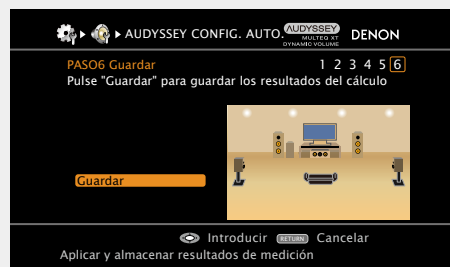 AUDYSSEY CONFIG. AUTO. AUDYSSEY MULTEQ XT DYNAMIC VOLUME DENON
PASO6 Guardar 1 2 3 4 5 6
Pulse "Guardar" para guardar los resultados del cálculo
Guardar
Introducir RETURN Cancelar
Aplicar y almacenar resultados de medición